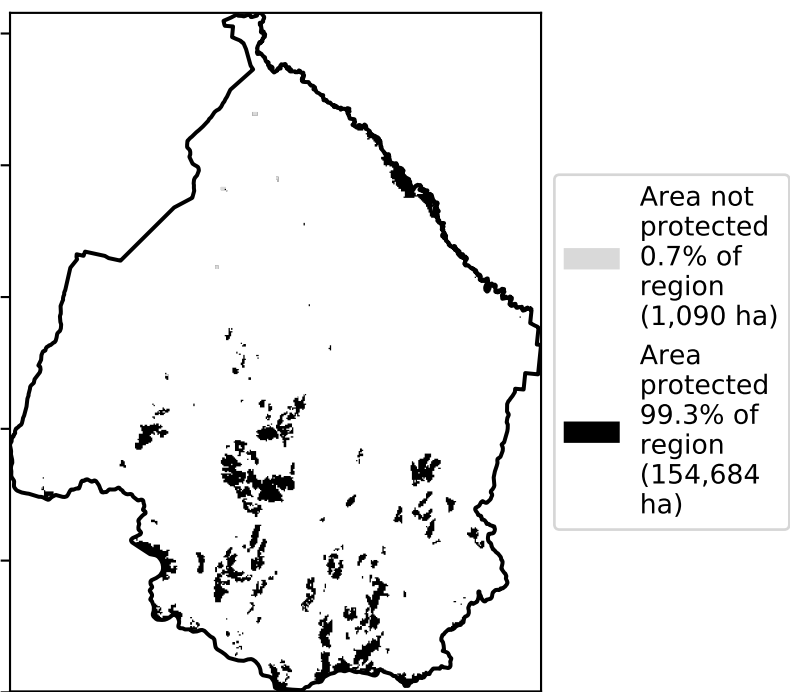 Area not
protected
0.7% of
region
(1,090 ha)
Area
protected
99.3% of
region
(154,684
ha)